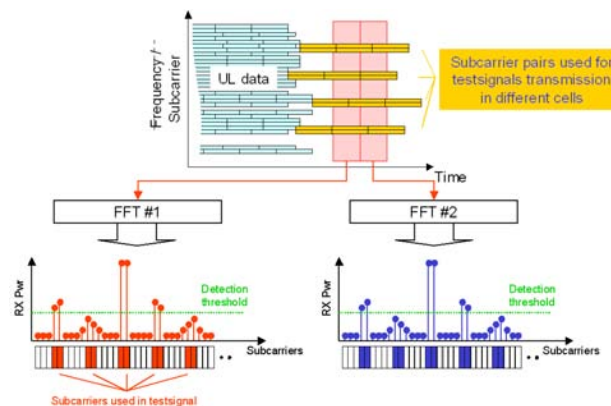 Frequency /
Subcarrier
UL data
Subcarrier pairs used for
testsignals transmission
in different cells
Time
FFT #1
FFT #2
RX Pwr
Detection
threshold
Subcarriers
Subcarriers used in testsignal
RX Pwr
Detection
threshold
Subcarriers